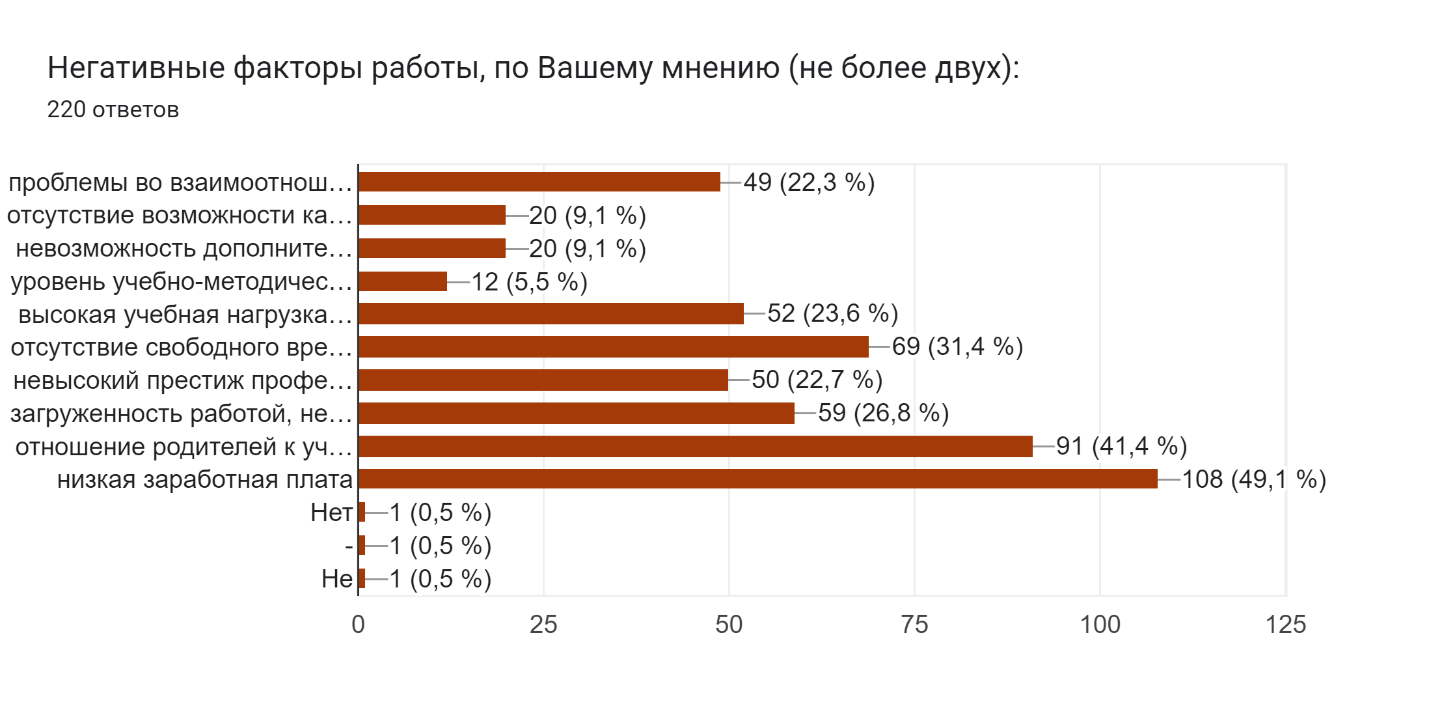 Негативные факторы работы, по Вашему мнению (не более двух):
220 ответов
проблемы во взаимоотнош… 49 (22,3 %)
отсутствие возможности ка… 20 (9,1 %)
невозможность дополните… 20 (9,1 %)
уровень учебно-методичес… 12 (5,5 %)
высокая учебная нагрузка… 52 (23,6 %)
отсутствие свободного вре… 69 (31,4 %)
невысокий престиж профе… 50 (22,7 %)
загруженность работой, не… 59 (26,8 %)
отношение родителей к уч… 91 (41,4 %)
низкая заработная плата 108 (49,1 %)
Нет 1 (0,5 %)
- 1 (0,5 %)
Не 1 (0,5 %)
0 25 50 75 100 125